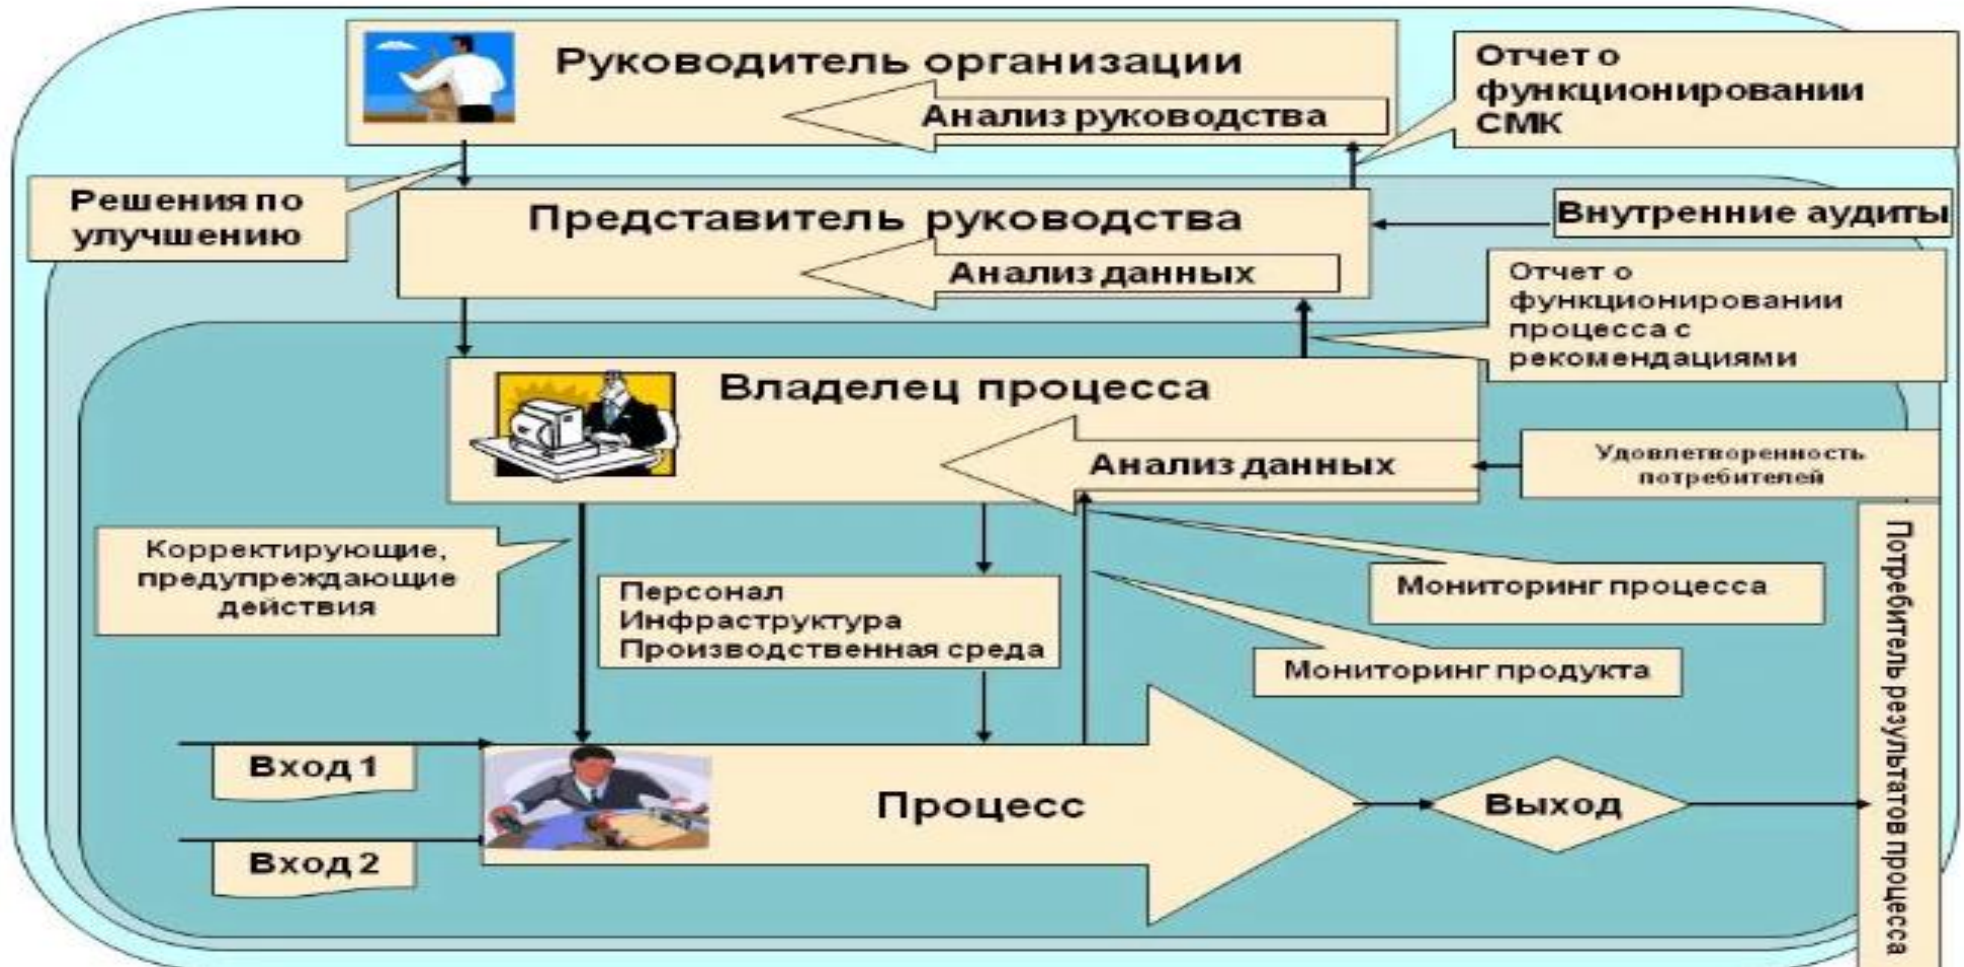 Руководитель организации
Анализ руководства
Отчет о
функционировании
СМК
Решения по
улучшению
Представитель руководства
Анализ данных
Внутренние аудиты
Отчет о
функционировании
процесса с
рекомендациями
Владелец процесса
Анализ данных
Удовлетворенность
потребителей
Корректирующие,
предупреждающие
действия
Персонал
Инфраструктура
Производственная среда
Мониторинг процесса
Мониторинг продукта
Потребитель результатов процесса
Вход 1
Процесс
Выход
Вход 2